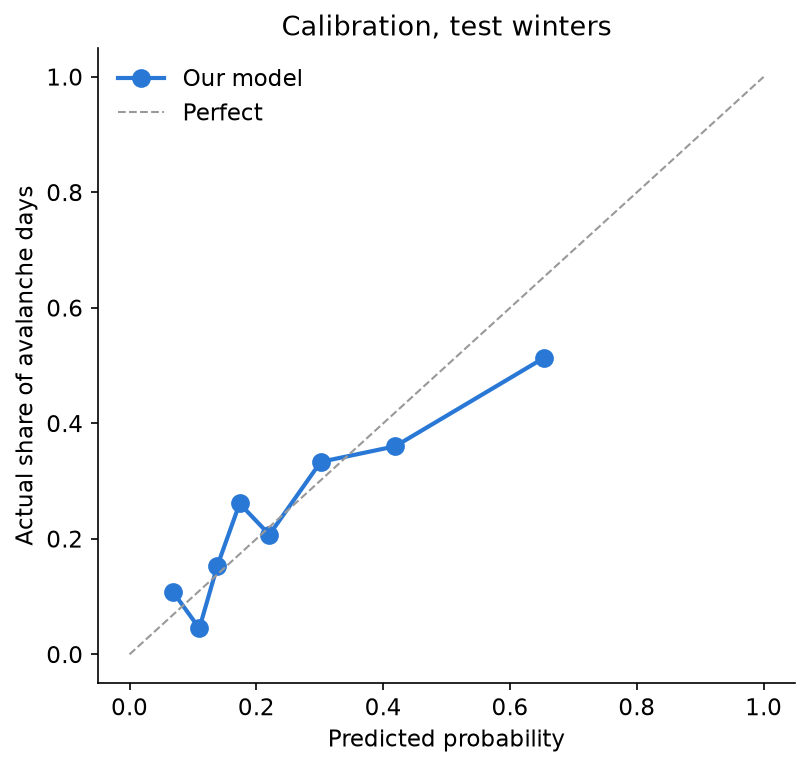 Calibration, test winters
Our model
Perfect
Actual share of avalanche days
1.0
0.8
0.6
0.4
0.2
0.0
0.0 0.2 0.4 0.6 0.8 1.0
Predicted probability